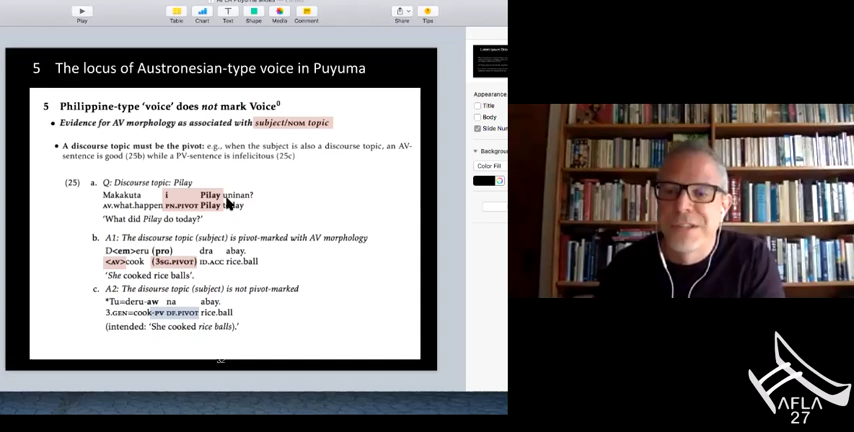 Play
Table
Chart
Text
Shape
Media
Comment
Share
Tips
5 The locus of Austronesian-type voice in Puyuma
5 Philippine-type 'voice' does not mark Voice⁰
• Evidence for AV morphology as associated with subject/NOM topic
• A discourse topic must be the pivot: e.g., when the subject is also a discourse topic, an AV-
sentence is good (25b) while a PV-sentence is infelicitous (25c)
(25) a. Q: Discourse topic: Pilay
Makakuta i Pilay uninan?
AV.what.happen PN.PIVOT Pilay
'What did Pilay do today?'
b. A1: The discourse topic (subject) is pivot-marked with AV morphology
D<em>eru (pro) dra abay.
<AV>cook (3SG.PIVOT) ID.ACC rice.ball
'She cooked rice balls'.
c. A2: The disourse topic (subject) is not pivot-marked
*Tu=deru-aw na abay.
3.GEN=cook-PV DF.PIVOT rice.ball
(intended: 'She cooked rice balls).'
32
Appearance
Title
Body
Slide Num
Background
Color Fill
AFLA
27